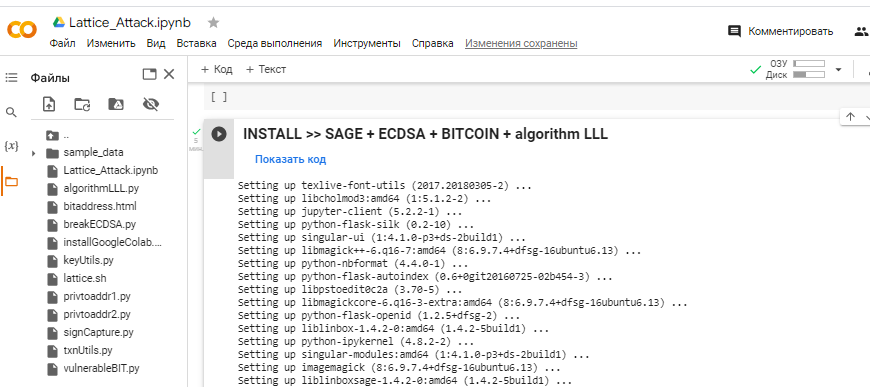 Lattice_Attack.ipynb
Файл Изменить Вид Вставка Среда выполнения Инструменты Справка Изменения сохранены
Комментировать
Файлы
+ Код + Текст
ОЗУ
Диск
{x}
..
sample_data
Lattice_Attack.ipynb
algorithmLLL.py
bitaddress.html
breakECDSA.py
installGoogleColab....
keyUtils.py
lattice.sh
privtoaddr1.py
privtoaddr2.py
signCapture.py
txnUtils.py
vulnerableBIT.py
[ ]
5
INSTALL >> SAGE + ECDSA + BITCOIN + algorithm LLL
Показать код
Setting up texlive-font-utils (2017.20180305-2) ...
Setting up libcholmod3:amd64 (1:5.1.2-2) ...
Setting up jupyter-client (5.2.2-1) ...
Setting up python-flask-silk (0.2-10) ...
Setting up singular-ui (1:4.1.0-p3+ds-2build1) ...
Setting up libmagick++-6.q16-7:amd64 (8:6.9.7.4+dfsg-16ubuntu6.13) ...
Setting up python-nbformat (4.4.0-1) ...
Setting up python-flask-autoindex (0.6+0git20160725-02b454-3) ...
Setting up libpstoedit0c2a (3.70-5) ...
Setting up libmagickcore-6.q16-3-extra:amd64 (8:6.9.7.4+dfsg-16ubuntu6.13) ...
Setting up python-flask-openid (1.2.5+dfsg-2) ...
Setting up liblinbox-1.4.2-0:amd64 (1.4.2-5build1) ...
Setting up python-ipykernel (4.8.2-2) ...
Setting up singular-modules:amd64 (1:4.1.0-p3+ds-2build1) ...
Setting up imagemagick (8:6.9.7.4+dfsg-16ubuntu6.13) ...
Setting up liblinboxsage-1.4.2-0:amd64 (1.4.2-5build1) ...